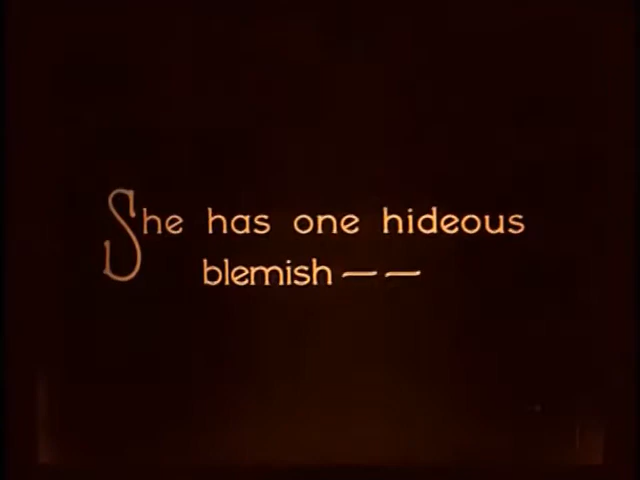 She has one hideous
blemish — —